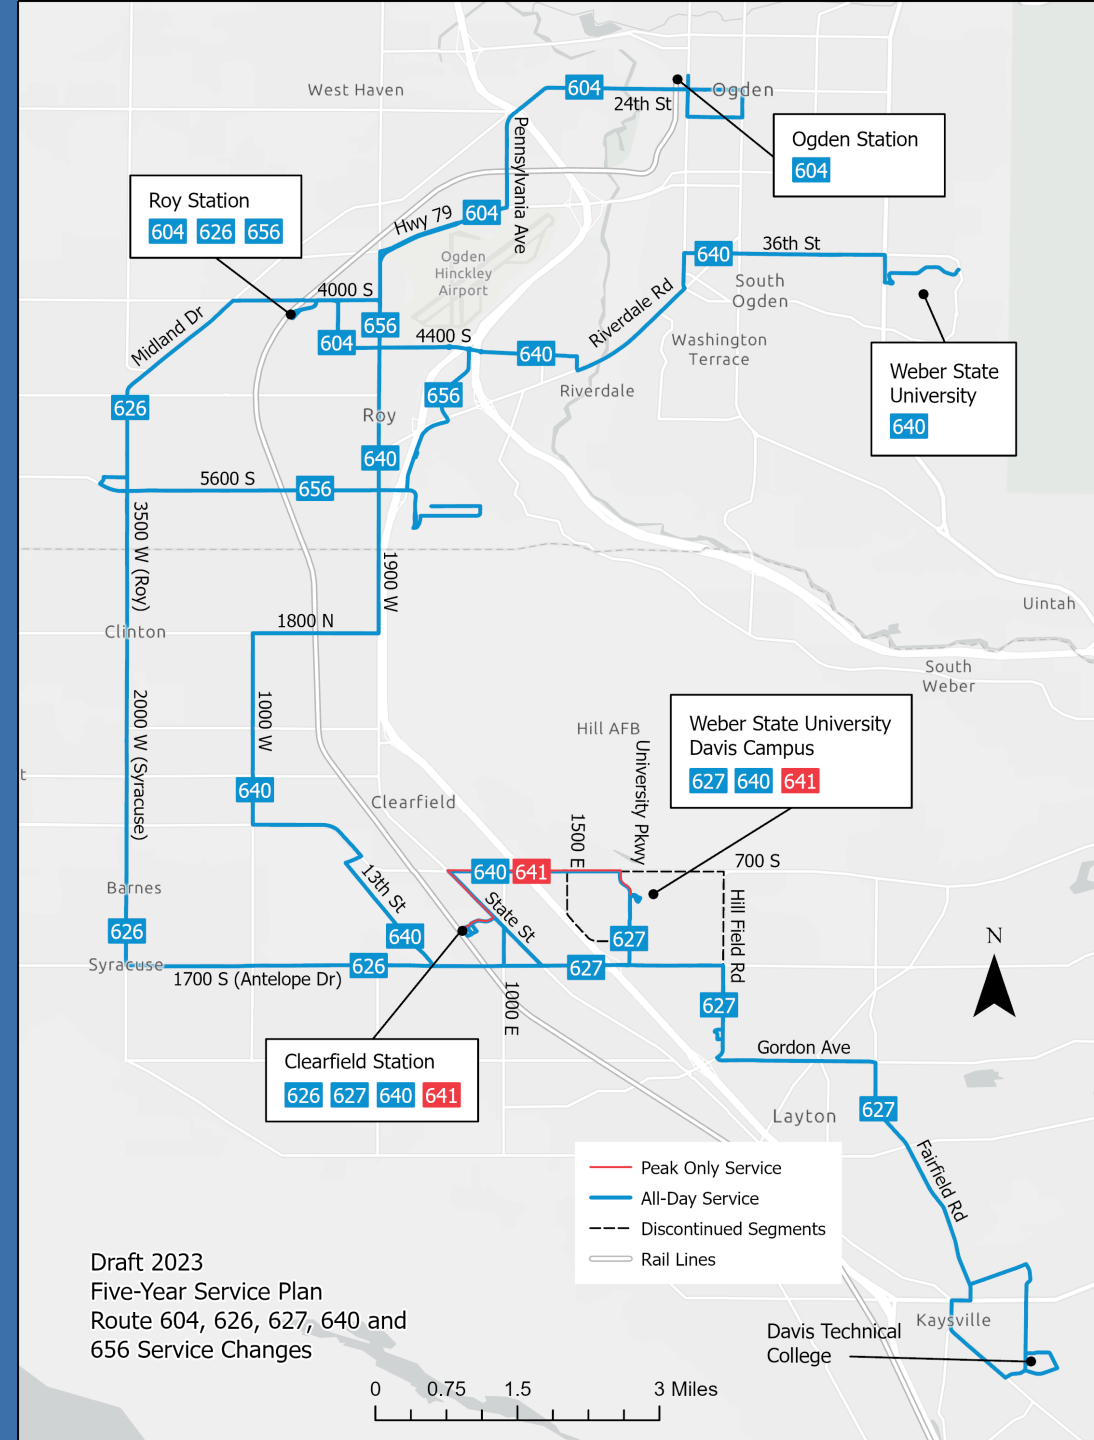 West Haven
604
24th St
Ogden
Ogden Station
604
Pennsylvania Ave
Roy Station
604 626 656
Hwy 79
604
Ogden
Hinckley
Airport
640
36th St
South
Ogden
4000 S
Midland Dr
656
604
4400 S
640
Riverdale Rd
Washington
Terrace
Weber State
University
640
626
656
Riverdale
Roy
640
5600 S
656
3500 W (Roy)
1900 W
Uintah
1800 N
Clinton
South
Weber
2000 W (Syracuse)
1000 W
Hill AFB
Weber State University
Davis Campus
627 640 641
University Pkwy
t
640
Clearfield
1500 E
700 S
640 641
13th St
Barnes
State St
Hill Field Rd
626
640
627
N
Syracuse
626
627
1700 S (Antelope Dr)
1000 E
627
Clearfield Station
626 627 640 641
Gordon Ave
Layton
627
Fairfield Rd
Peak Only Service
All-Day Service
Discontinued Segments
Rail Lines
Draft 2023
Five-Year Service Plan
Route 604, 626, 627, 640 and
656 Service Changes
Kaysville
Davis Technical
College
0 0.75 1.5 3 Miles